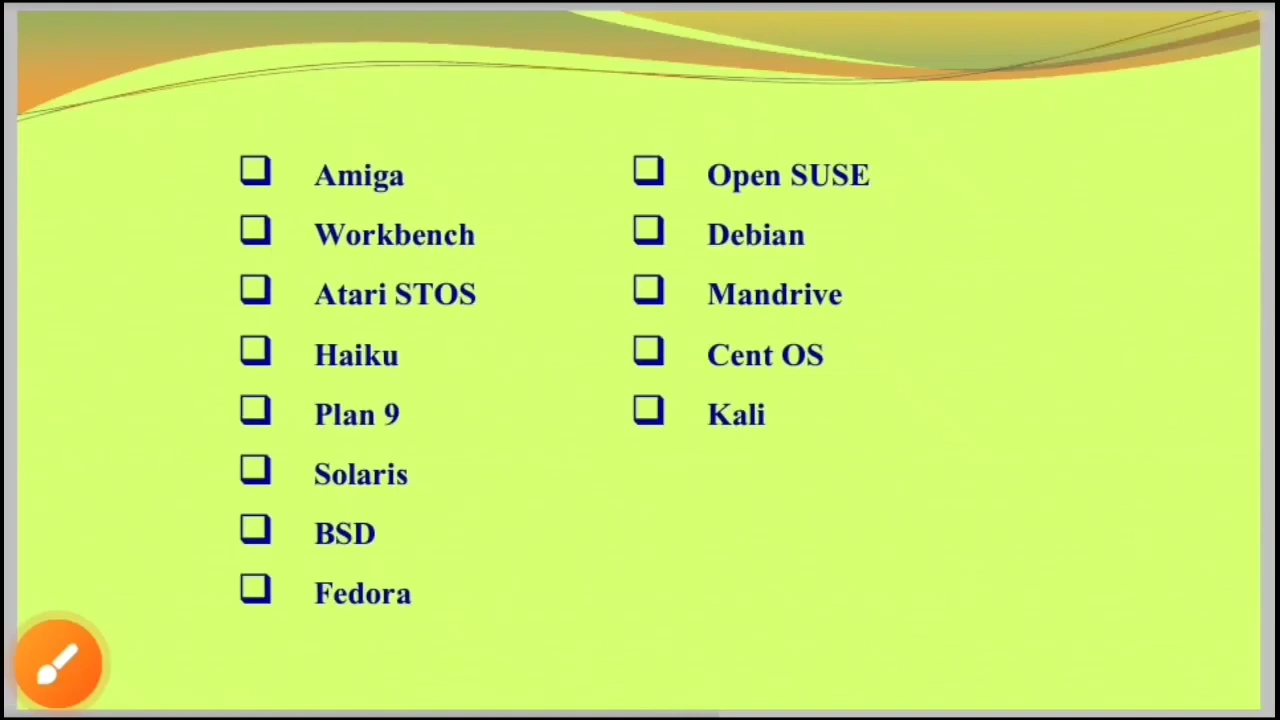 Amiga
Workbench
Atari STOS
Haiku
Plan 9
Solaris
BSD
Fedora
Open SUSE
Debian
Mandrive
Cent OS
Kali